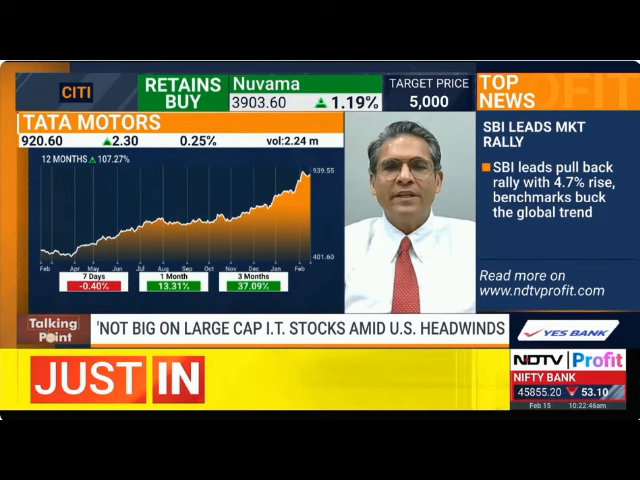 CITI
RETAINS
BUY
Nuvama
3903.60 ▲ 1.19%
TARGET PRICE
5,000
TOP
NEWS
TATA MOTORS
920.60 ▲ 2.30 0.25% vol:2.24 m
12 MONTHS ▲ 107.27%
939.55
401.60
Feb Apr May Jun Jul Aug Sep Oct Nov Dec Jan Feb
7 Days 1 Month 3 Months
-0.40% 13.31% 37.09%
SBI LEADS MKT
RALLY
SBI leads pull back
rally with 4.7% rise,
benchmarks buck
the global trend
Read more on
www.ndtvprofit.com
Talking
Point
'NOT BIG ON LARGE CAP I.T. STOCKS AMID U.S. HEADWINDS
YES BANK
JUST IN
NDTV Profit
NIFTY BANK
45855.20 ▼ 53.10
Feb 15 10:22:46am